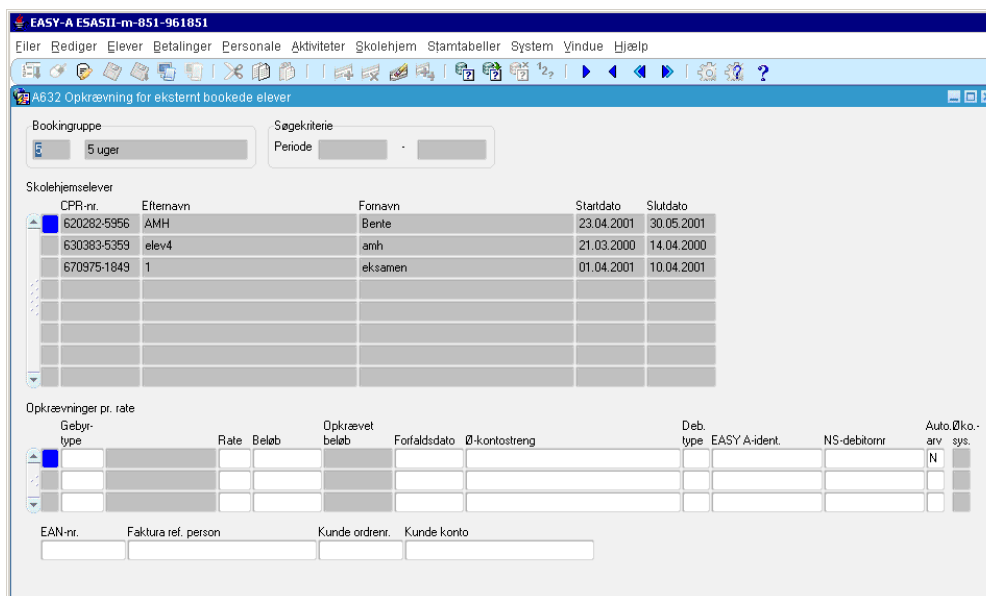 EASY-A ESASII-m-851-961851
Filer Rediger Elever Betalinger Personale Aktiviteter Skolehjem Stamtabeller System Vindue Hjælp
A632 Opkrævning for eksternt bookede elever
Bookingruppe Søgekriterie
5 5 uger Periode -
Skolehjemselever
CPR-nr. Efternavn Fornavn Startdato Slutdato
620282-5956 AMH Bente 23.04.2001 30.05.2001
630383-5359 elev4 amh 21.03.2000 14.04.2000
670975-1849 1 eksamen 01.04.2001 10.04.2001
Opkrævninger pr. rate
Gebyr- Opkrævet Deb. Auto. Øko.-
type Rate Beløb beløb Forfaldsdato Ø-kontostreng type EASY A-ident. NS-debitornr arv sys.
N
EAN-nr. Faktura ref. person Kunde ordrenr. Kunde konto